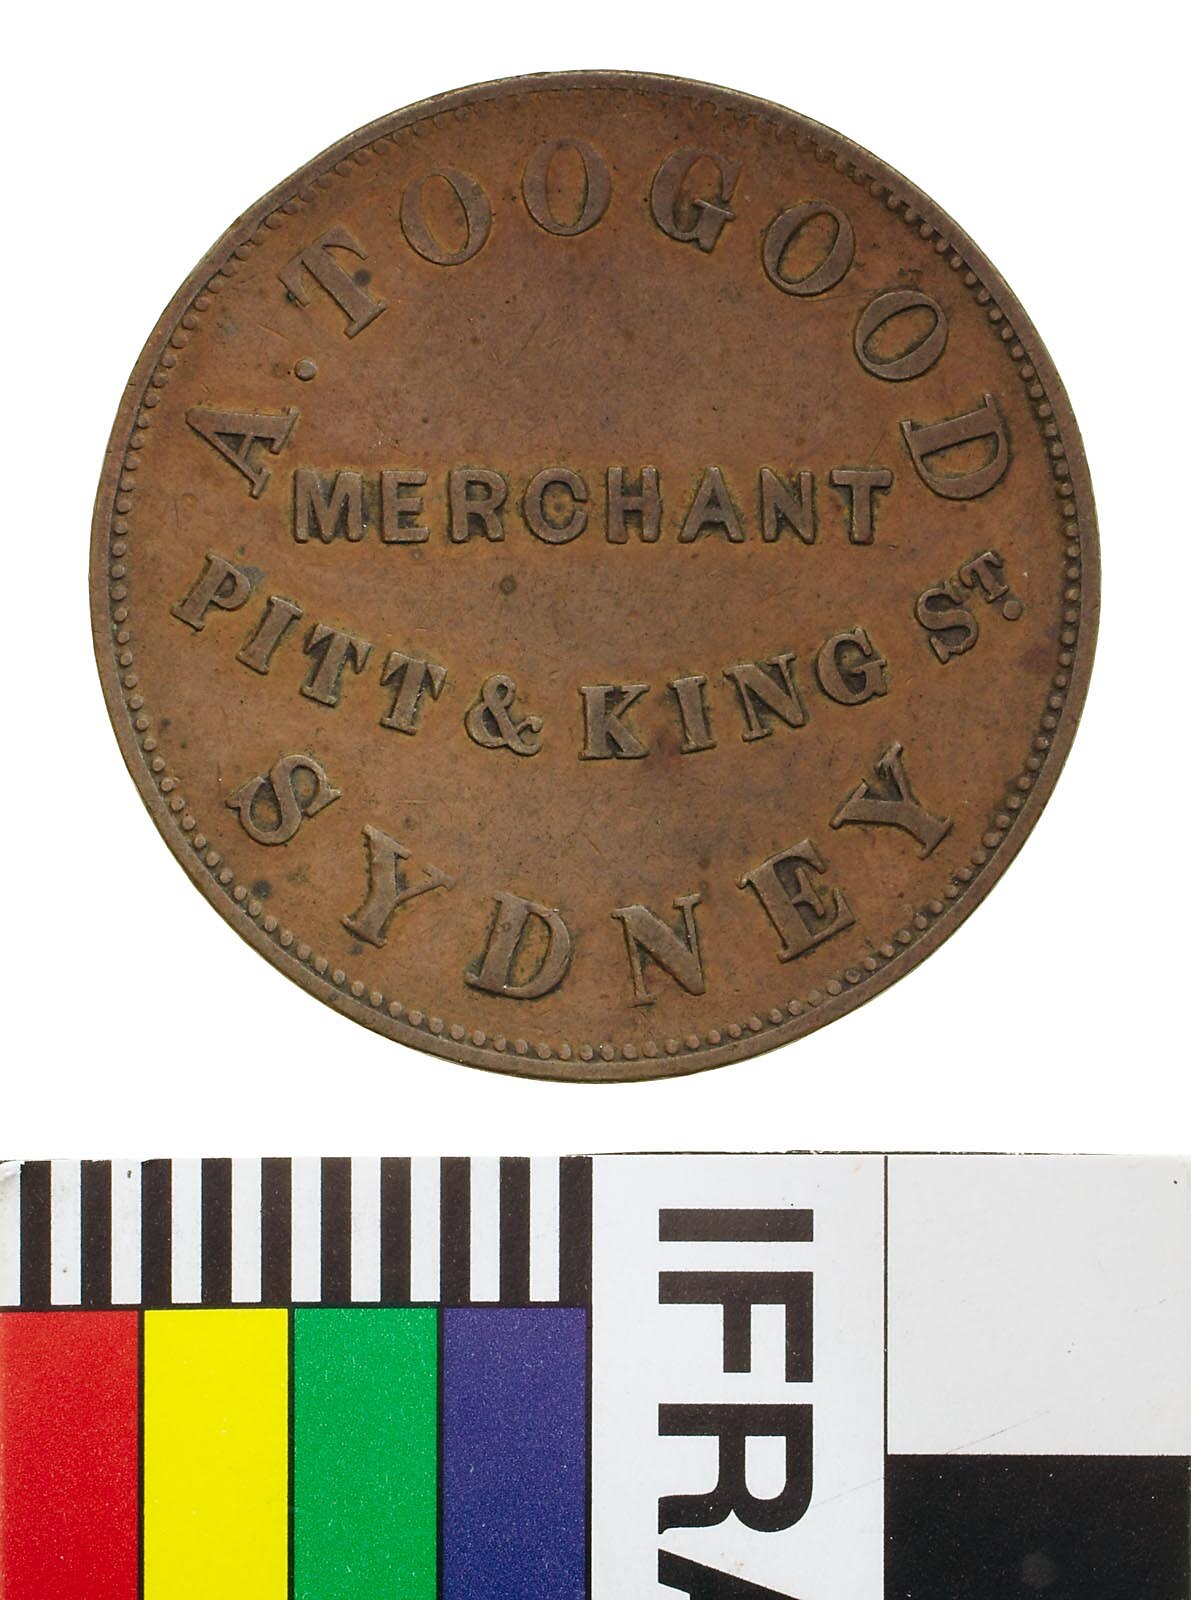 A. TOOGOOD
MERCHANT
PITT & KING ST.
SYDNEY
IFRA